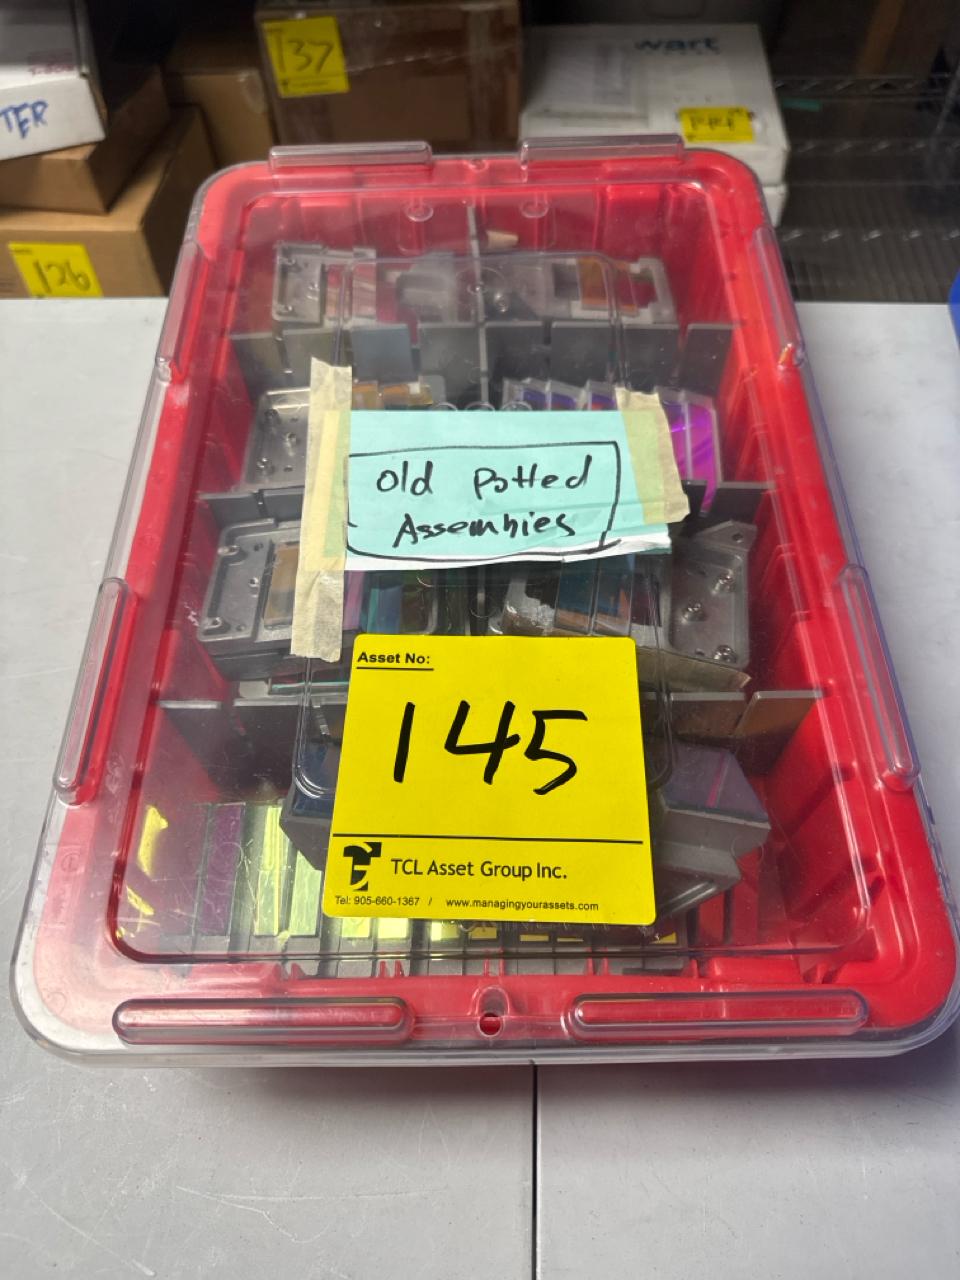 137
TER
126
Old Potted
Assembies
Asset No:
145
TCL Asset Group Inc.
Tel: 905-660-1367 / www.managingyourassets.com